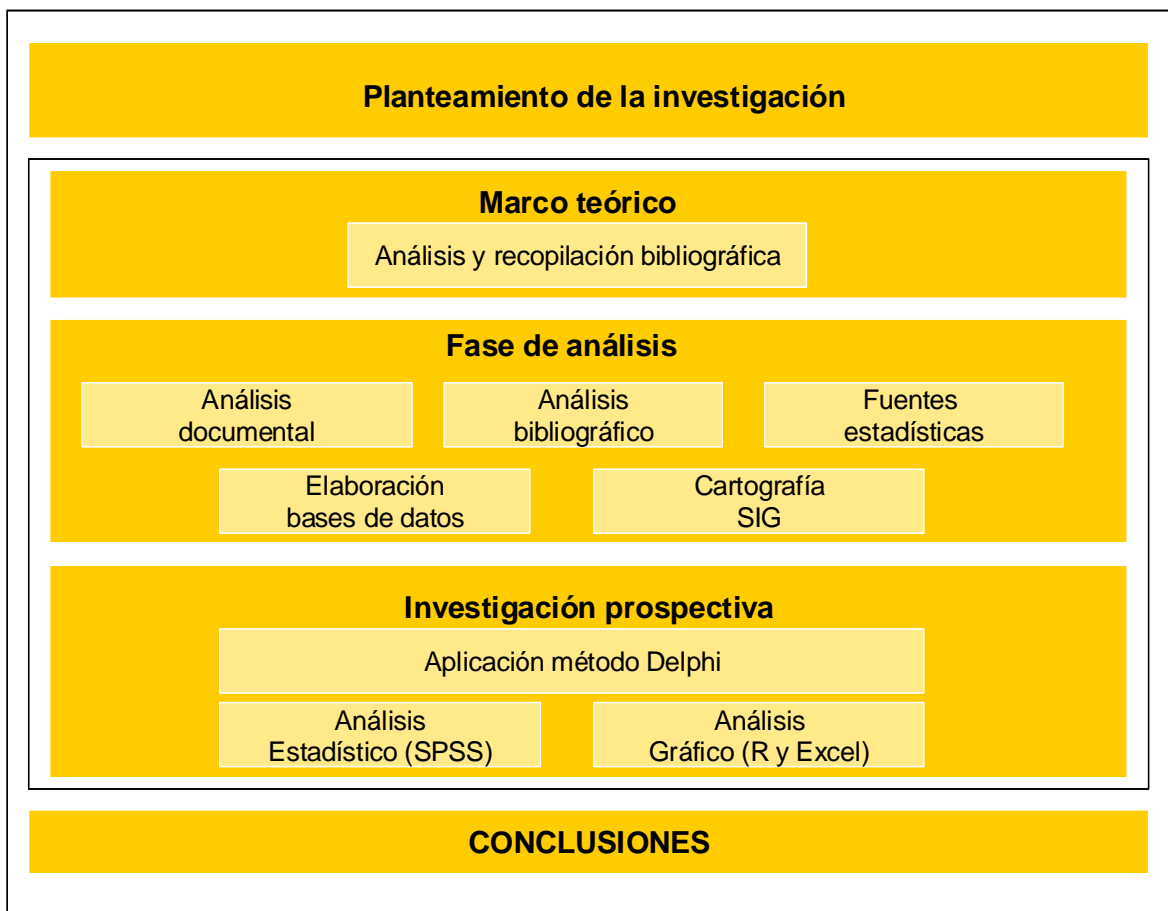 Planteamiento de la investigación
Marco teórico
Análisis y recopilación bibliográfica
Fase de análisis
Análisis
documental
Análisis
bibliográfico
Fuentes
estadísticas
Elaboración
bases de datos
Cartografía
SIG
Investigación prospectiva
Aplicación método Delphi
Análisis
Estadístico (SPSS)
Análisis
Gráfico (R y Excel)
CONCLUSIONES